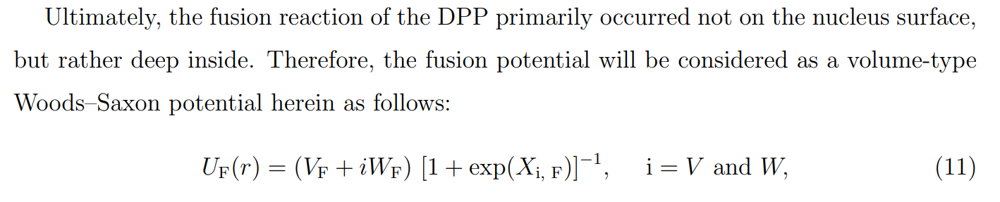 Ultimately, the fusion reaction of the DPP primarily occurred not on the nucleus surface,
but rather deep inside. Therefore, the fusion potential will be considered as a volume-type
Woods–Saxon potential herein as follows:
U_F(r) = (V_F + iW_F) [1 + exp(X_{i, F})]^{-1}, i = V and W, (11)